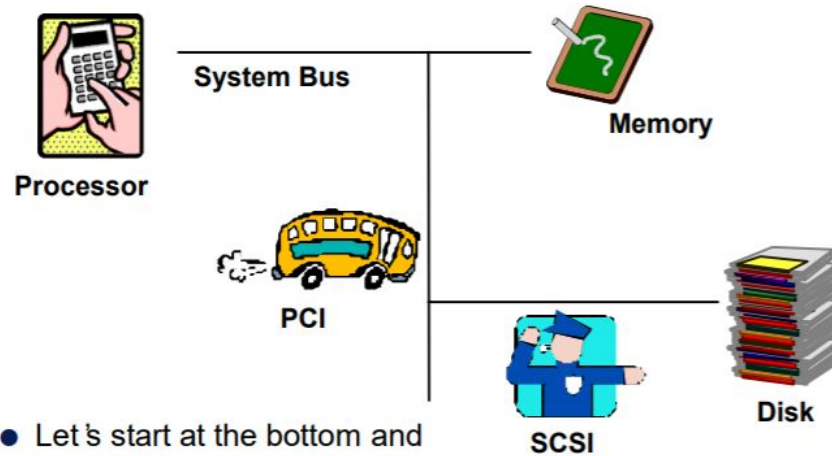 System Bus
Memory
Processor
PCI
Disk
SCSI
● Let's start at the bottom and